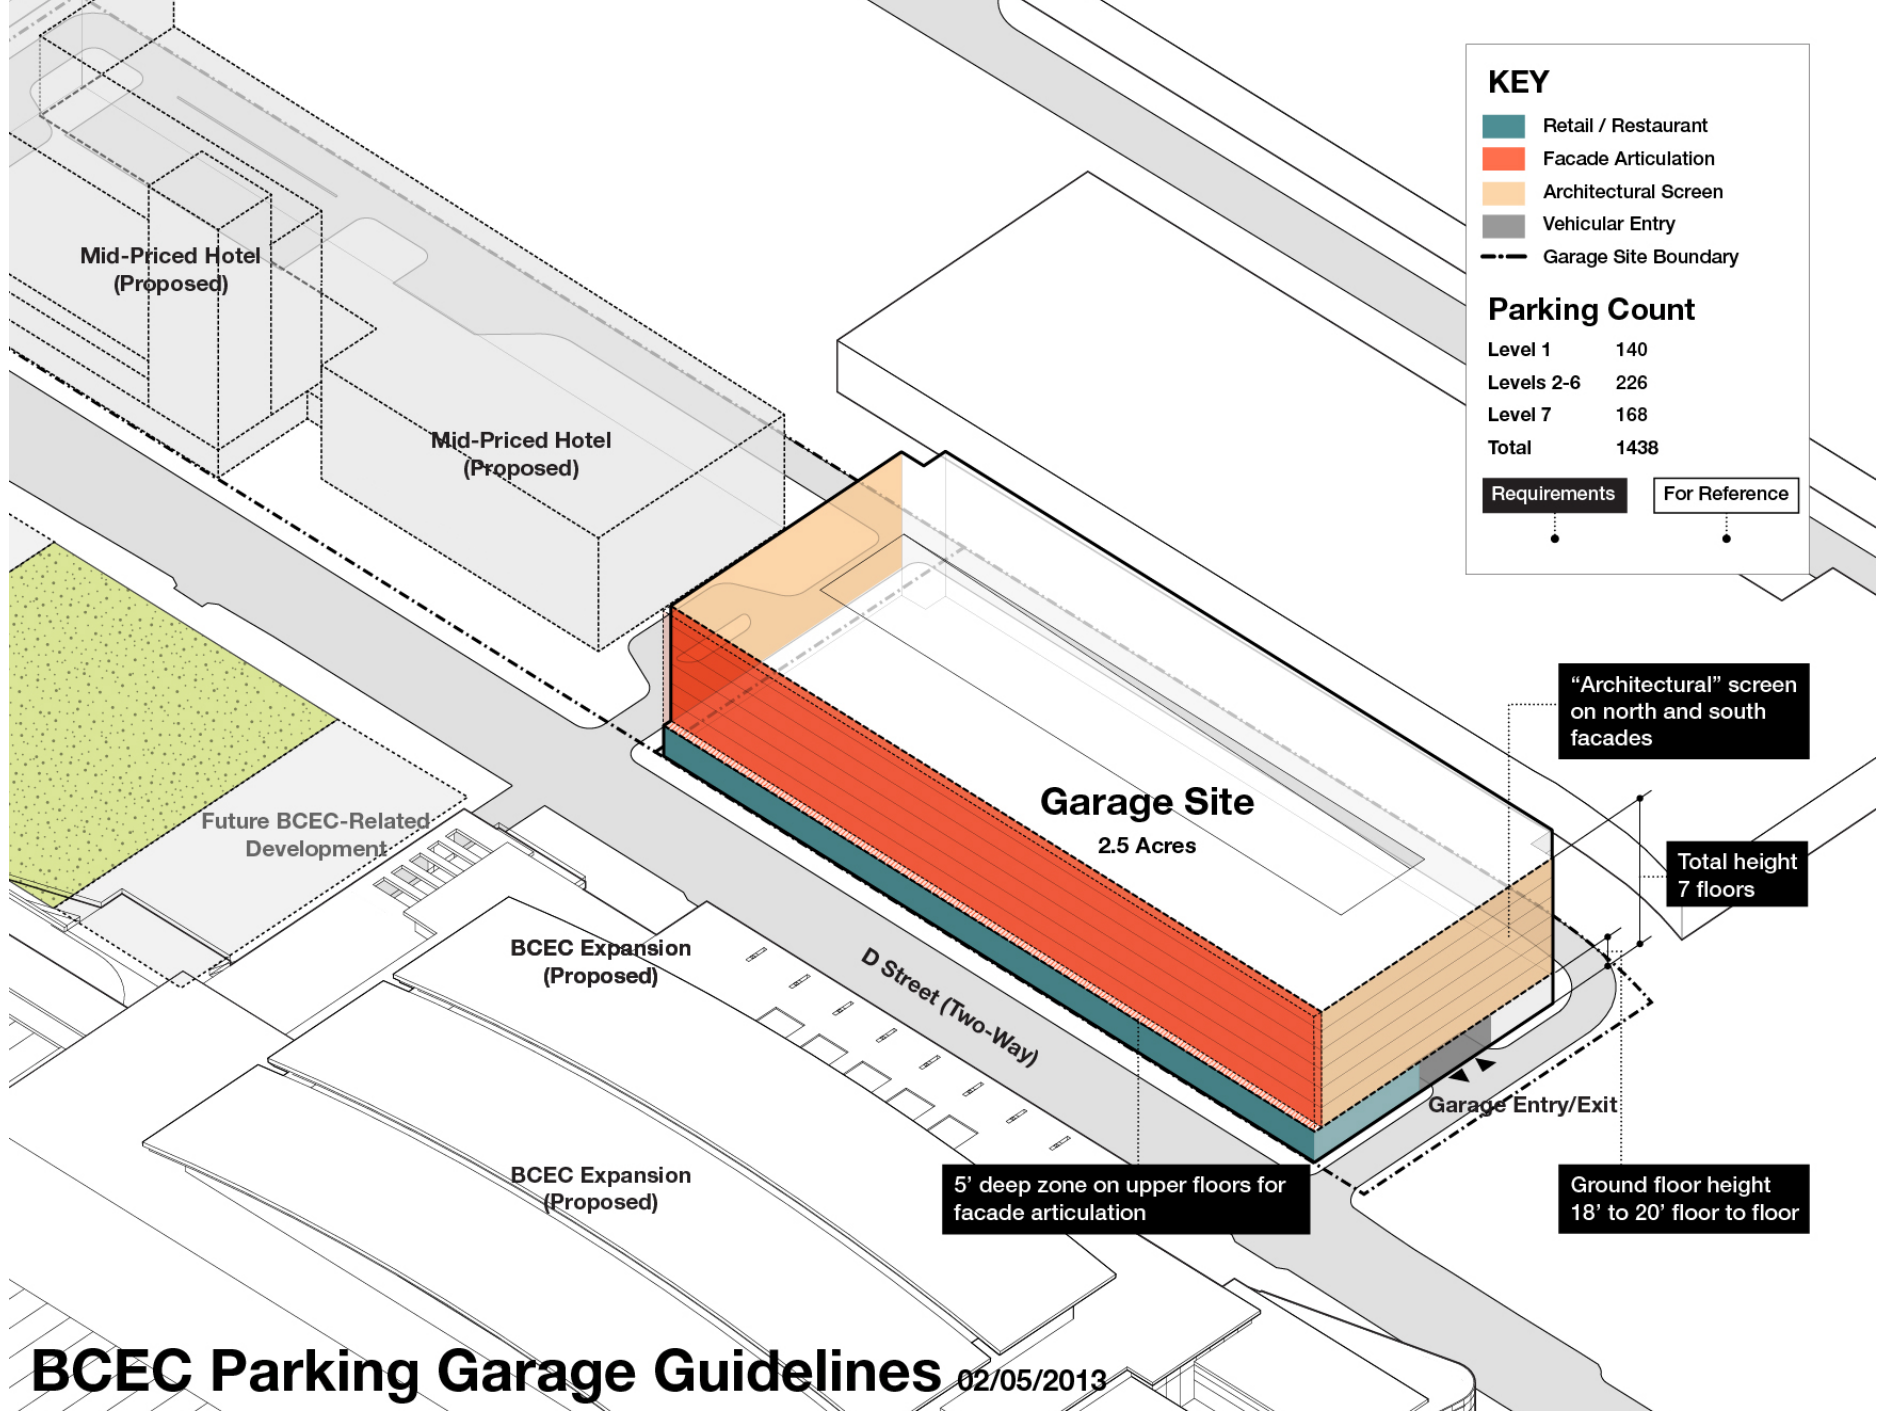 KEY
Retail / Restaurant
Facade Articulation
Architectural Screen
Vehicular Entry
Garage Site Boundary
Parking Count
Level 1 140
Levels 2-6 226
Level 7 168
Total 1438
Requirements
For Reference
Mid-Priced Hotel
(Proposed)
Mid-Priced Hotel
(Proposed)
“Architectural” screen
on north and south
facades
Garage Site
2.5 Acres
Total height
7 floors
Future BCEC-Related
Development
BCEC Expansion
(Proposed)
D Street (Two-Way)
Garage Entry/Exit
BCEC Expansion
(Proposed)
5’ deep zone on upper floors for
facade articulation
Ground floor height
18’ to 20’ floor to floor
BCEC Parking Garage Guidelines 02/05/2013